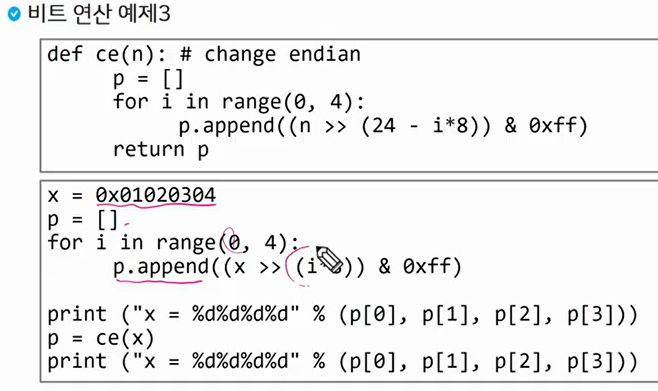 비트 연산 예제3
def ce(n): # change endian
p = []
for i in range(0, 4):
p.append((n >> (24 - i*8)) & 0xff)
return p
x = 0x01020304
p = []
for i in range(0, 4):
p.append((x >> (i*8)) & 0xff)
print ("x = %d%d%d%d" % (p[0], p[1], p[2], p[3]))
p = ce(x)
print ("x = %d%d%d%d" % (p[0], p[1], p[2], p[3]))